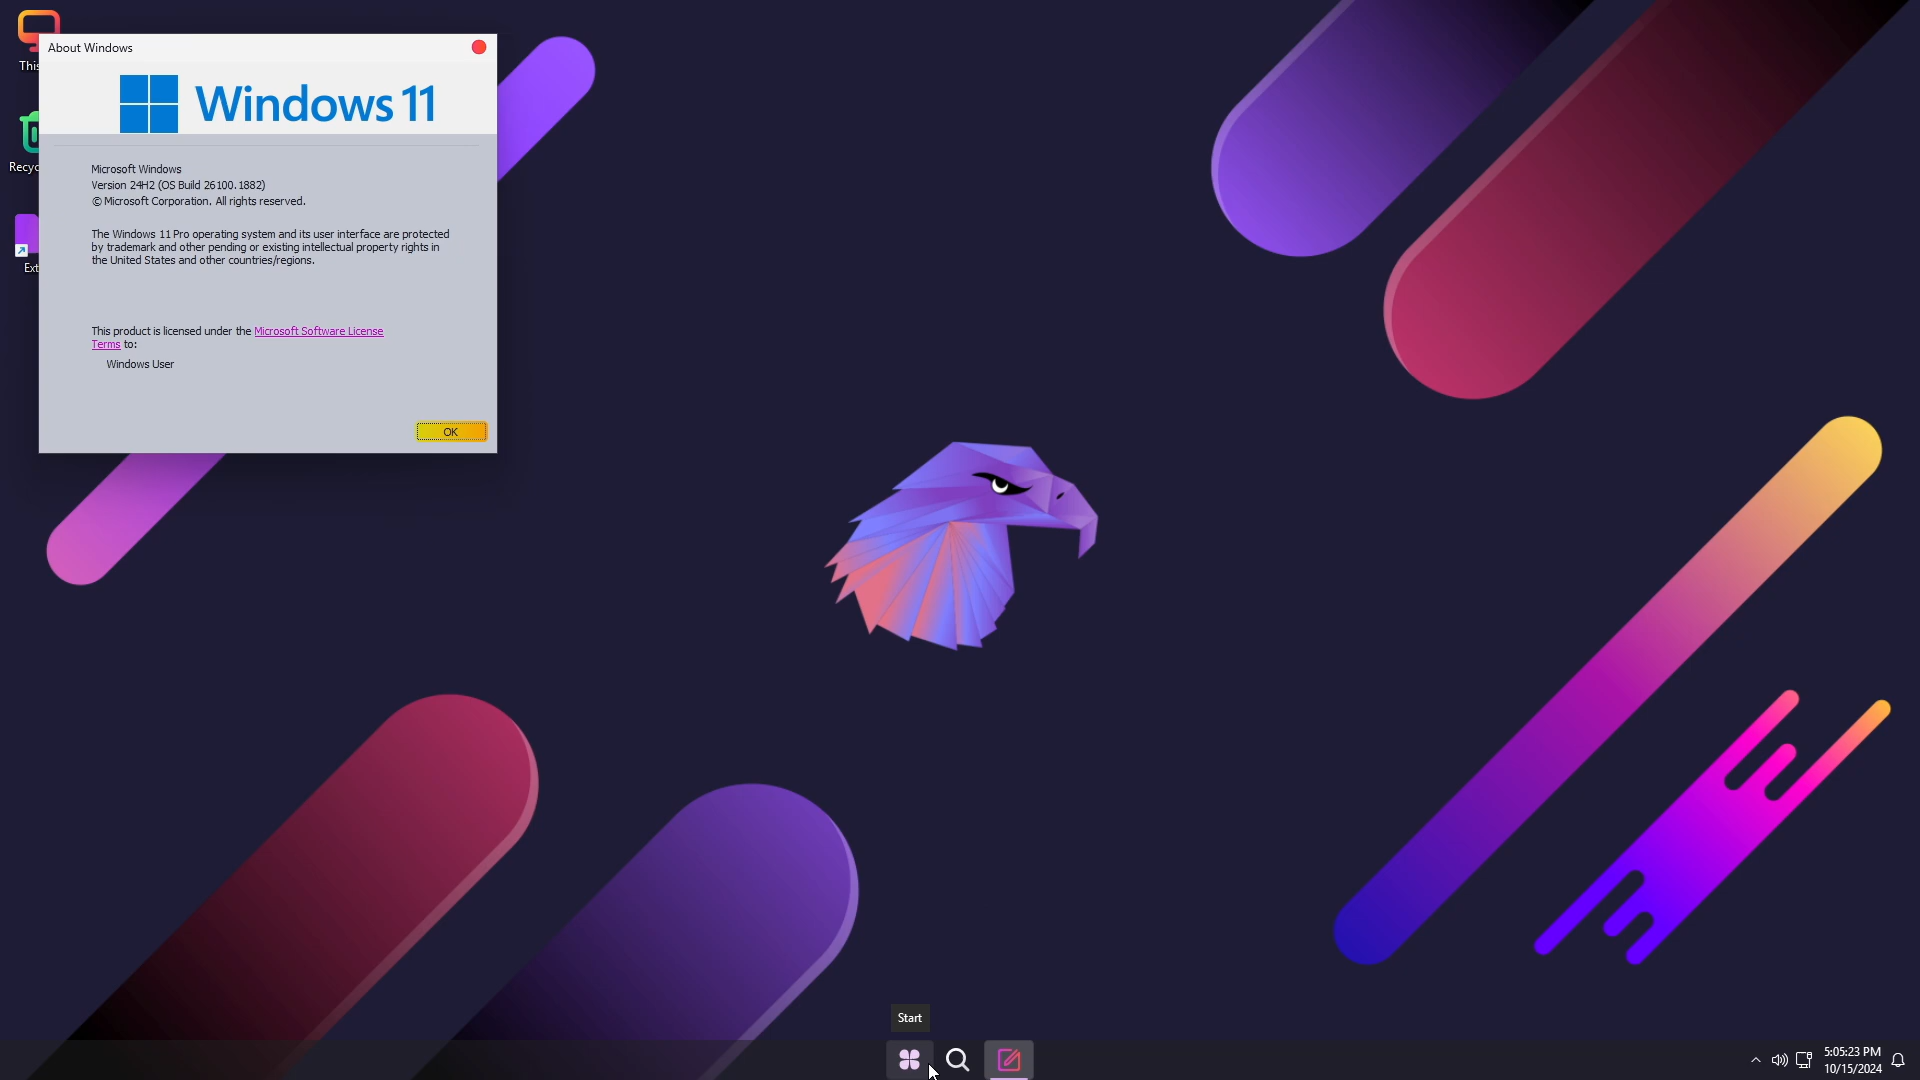 This
About Windows
Windows 11
Recyc
Microsoft Windows
Version 24H2 (OS Build 26100.1882)
© Microsoft Corporation. All rights reserved.
The Windows 11 Pro operating system and its user interface are protected
by trademark and other pending or existing intellectual property rights in
the United States and other countries/regions.
Ext
This product is licensed under the Microsoft Software License
Terms to:
Windows User
OK
Start
5:05:23 PM
10/15/2024